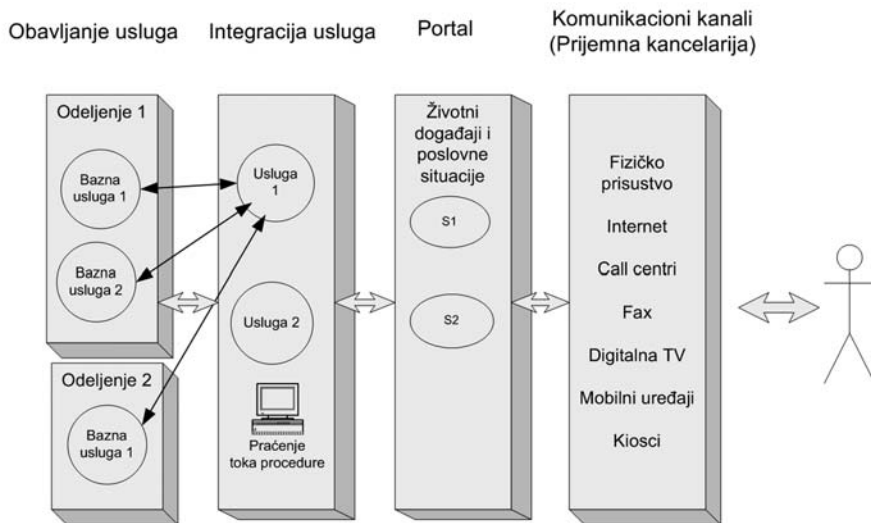 Obavljanje usluga
Integracija usluga
Portal
Komunikacioni kanali
(Prijemna kancelarija)
Odeljenje 1
Bazna
usluga 1
Bazna
usluga 2
Odeljenje 2
Bazna
usluga 1
Usluga
1
Usluga 2
Praćenje
toka procedure
Životni
događaji i
poslovne
situacije
S1
S2
Fizičko
prisustvo
Internet
Call centri
Fax
Digitalna TV
Mobilni uređaji
Kiosci